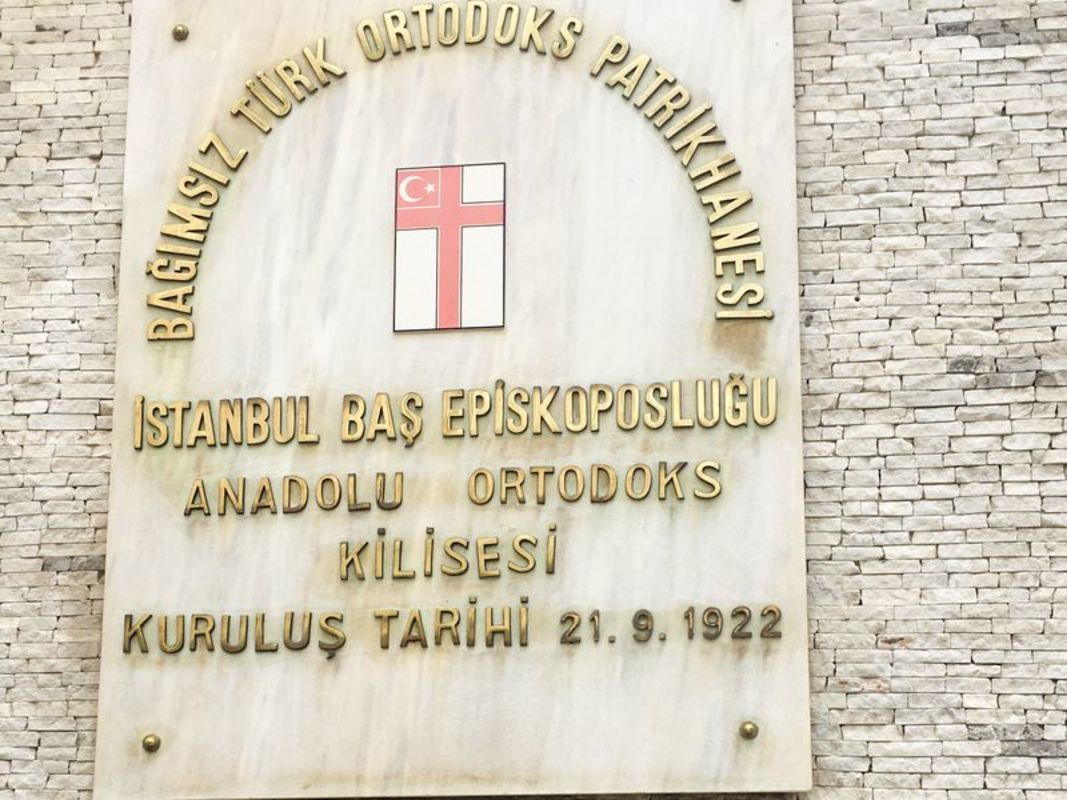 BAĞIMSIZ TÜRK ORTODOKS PATRİKHANESİ
İSTANBUL BAŞ EPİSKOPOSLUĞU
ANADOLU ORTODOKS
KİLİSESİ
KURULUŞ TARİHİ 21.9.1922